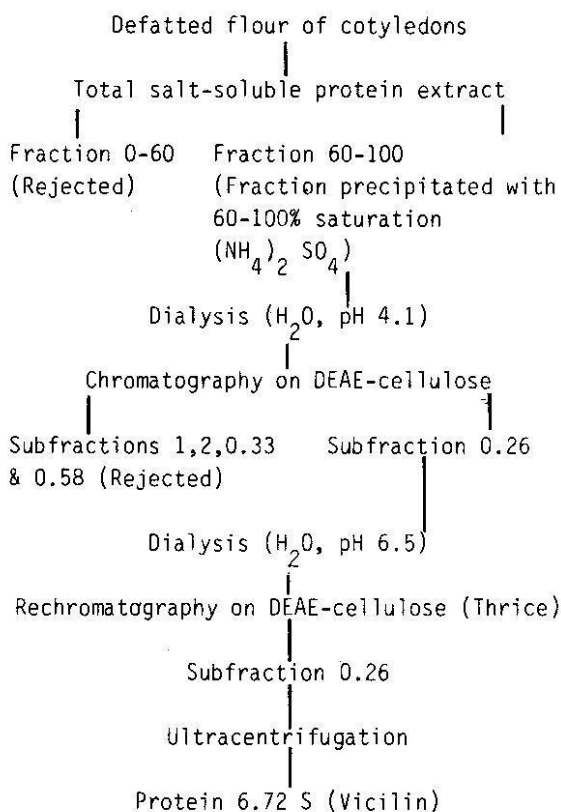 Defatted flour of cotyledons
Total salt-soluble protein extract
Fraction 0-60
(Rejected)
Fraction 60-100
(Fraction precipitated with
60-100% saturation
(NH4)2 SO4)
Dialysis (H2O, pH 4.1)
Chromatography on DEAE-cellulose
Subfractions 1,2,0.33
& 0.58 (Rejected)
Subfraction 0.26
Dialysis (H2O, pH 6.5)
Rechromatography on DEAE-cellulose (Thrice)
Subfraction 0.26
Ultracentrifugation
Protein 6.72 S (Vicilin)